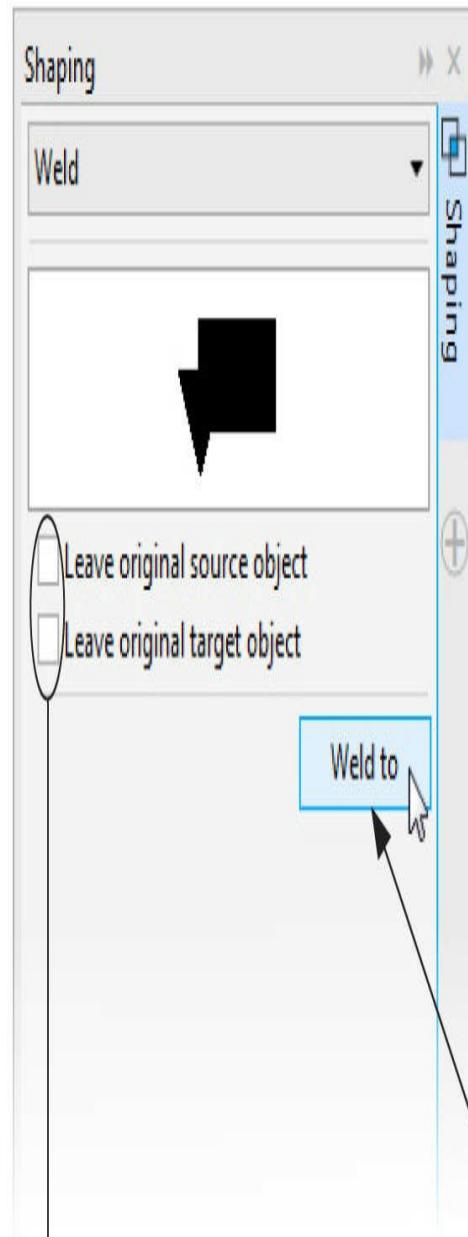 Shaping
Weld
Shaping
Leave original source object
Leave original target object
Weld to